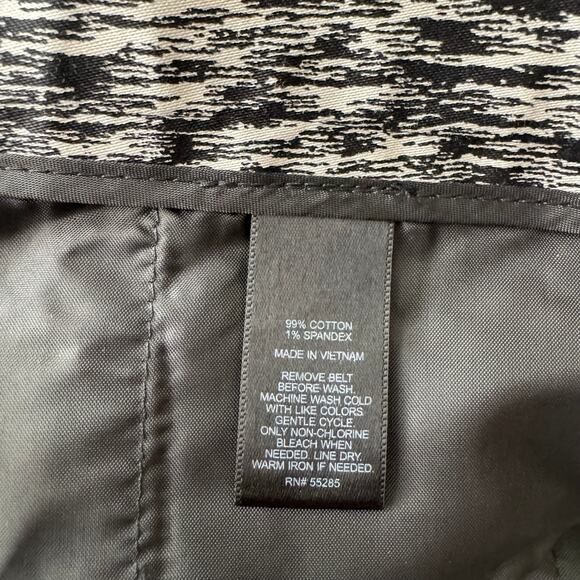 99% COTTON
1% SPANDEX
MADE IN VIETNAM
REMOVE BELT
BEFORE WASH.
MACHINE WASH COLD
WITH LIKE COLORS
GENTLE CYCLE.
ONLY NON-CHLORINE
BLEACH WHEN
NEEDED. LINE DRY.
WARM IRON IF NEEDED.
RN# 55285